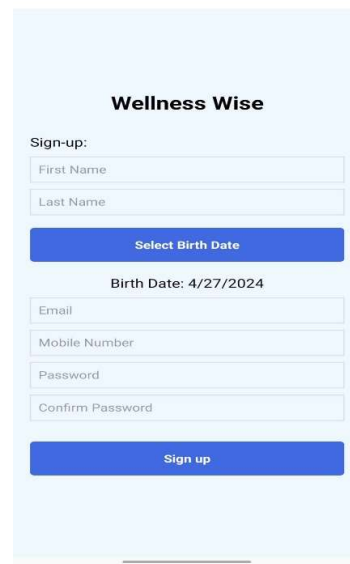 Wellness Wise
Sign-up:
First Name
Last Name
Select Birth Date
Birth Date: 4/27/2024
Email
Mobile Number
Password
Confirm Password
Sign up